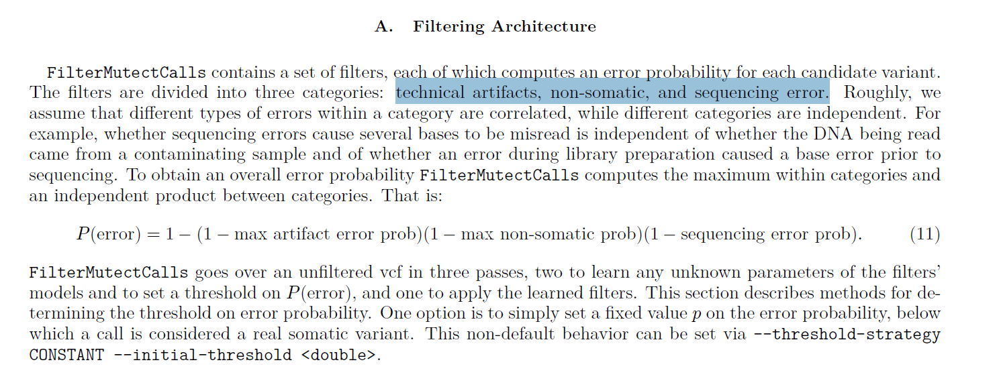 A. Filtering Architecture
FilterMutectCalls contains a set of filters, each of which computes an error probability for each candidate variant.
The filters are divided into three categories: technical artifacts, non-somatic, and sequencing error. Roughly, we
assume that different types of errors within a category are correlated, while different categories are independent. For
example, whether sequencing errors cause several bases to be misread is independent of whether the DNA being read
came from a contaminating sample and of whether an error during library preparation caused a base error prior to
sequencing. To obtain an overall error probability FilterMutectCalls computes the maximum within categories and
an independent product between categories. That is:
P(error) = 1 − (1 − max artifact error prob)(1 − max non-somatic prob)(1 − sequencing error prob). (11)
FilterMutectCalls goes over an unfiltered vcf in three passes, two to learn any unknown parameters of the filters'
models and to set a threshold on P(error), and one to apply the learned filters. This section describes methods for de-
termining the threshold on error probability. One option is to simply set a fixed value p on the error probability, below
which a call is considered a real somatic variant. This non-default behavior can be set via --threshold-strategy
CONSTANT --initial-threshold <double>.